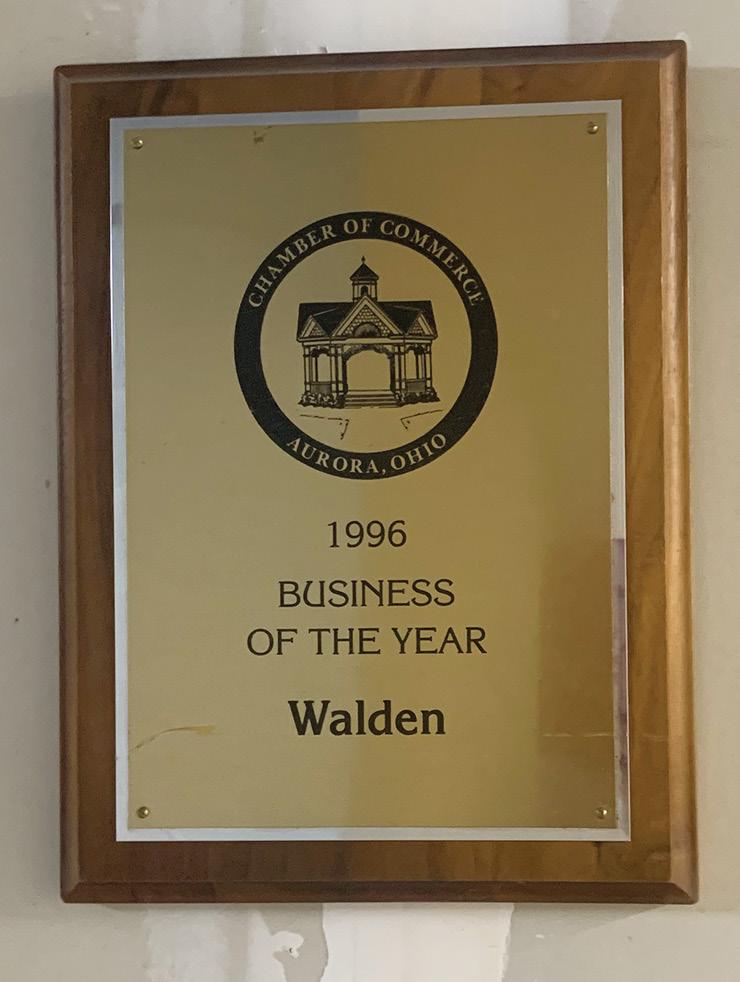 CHAMBER OF COMMERCE
AURORA, OHIO
1996
BUSINESS
OF THE YEAR
Walden